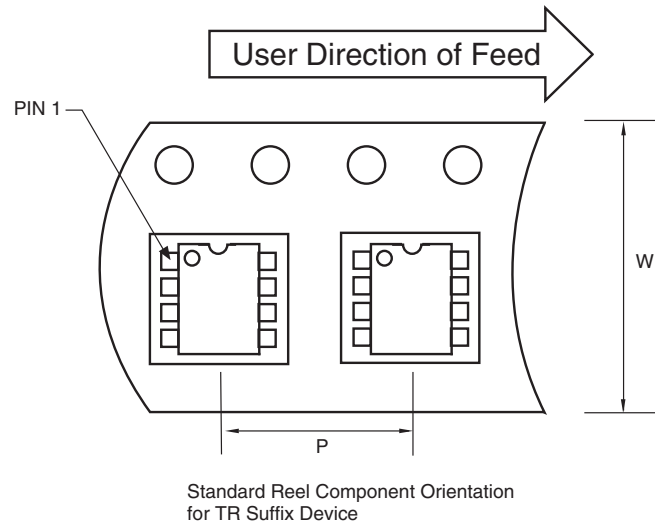 User Direction of Feed
PIN 1
W
P
Standard Reel Component Orientation
for TR Suffix Device